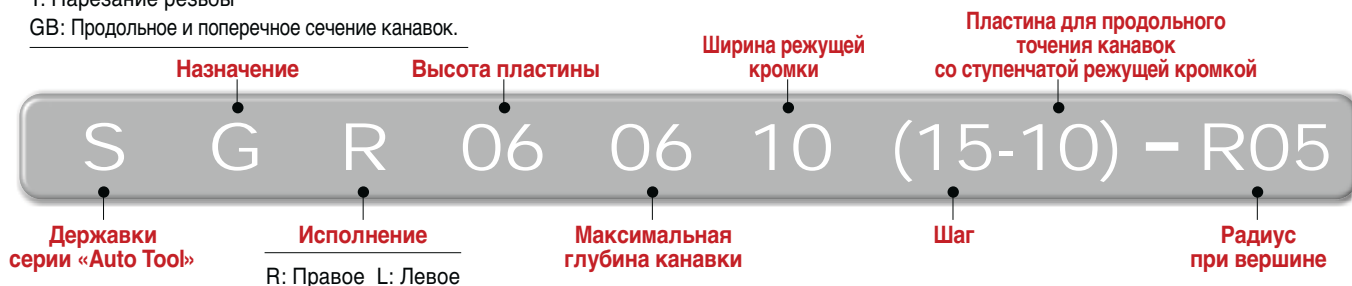 Т: Нарезание резьбы
GB: Продольное и поперечное сечение канавок.
Назначение
Высота пластины
Ширина режущей
кромки
Пластина для продольного
точения канавок
со ступенчатой режущей кромкой
S G R 06 06 10 (15-10) – R05
Державки
серии «Auto Tool»
Исполнение
R: Правое L: Левое
Максимальная
глубина канавки
Шаг
Радиус
при вершине